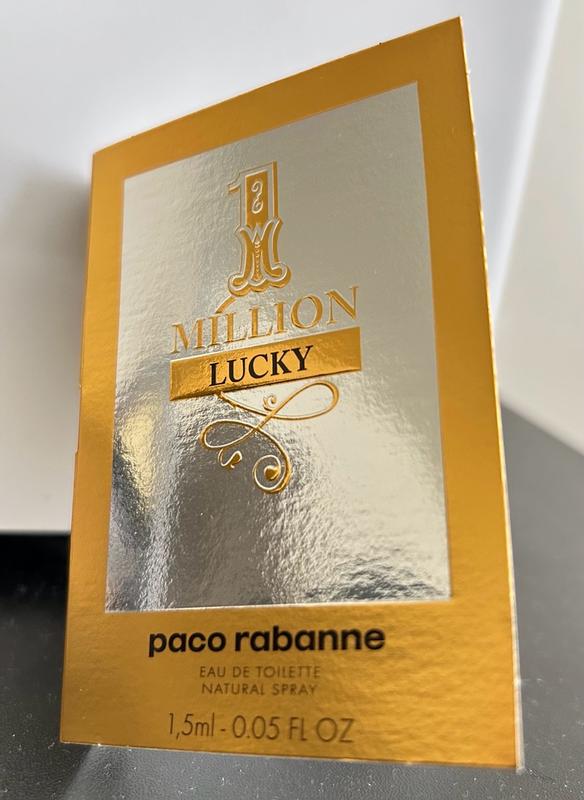 1
MILLION
LUCKY
paco rabanne
EAU DE TOILETTE
NATURAL SPRAY
1,5ml - 0.05 FL OZ